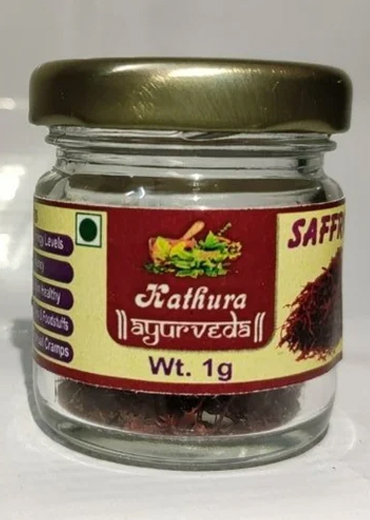 Levels
healthy
Foodstuffs
Cramps
Kathura
||ayurveda||
Wt. 1g
SAFFR